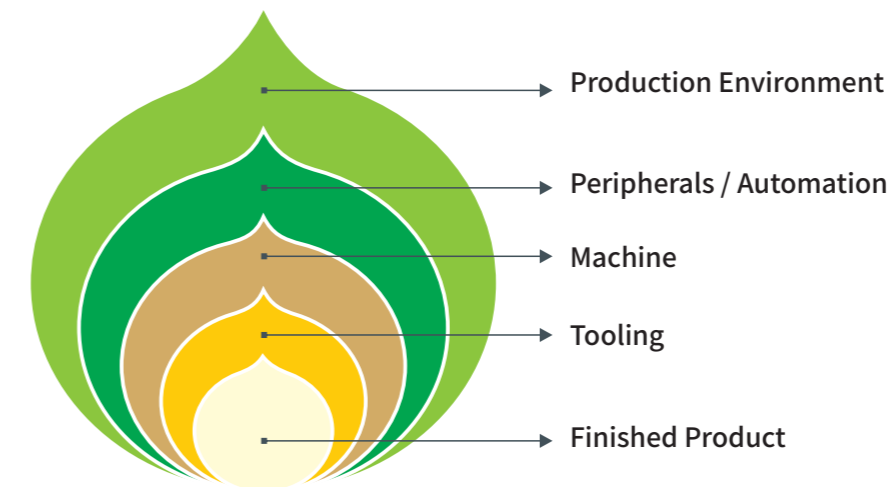 Production Environment
Peripherals / Automation
Machine
Tooling
Finished Product